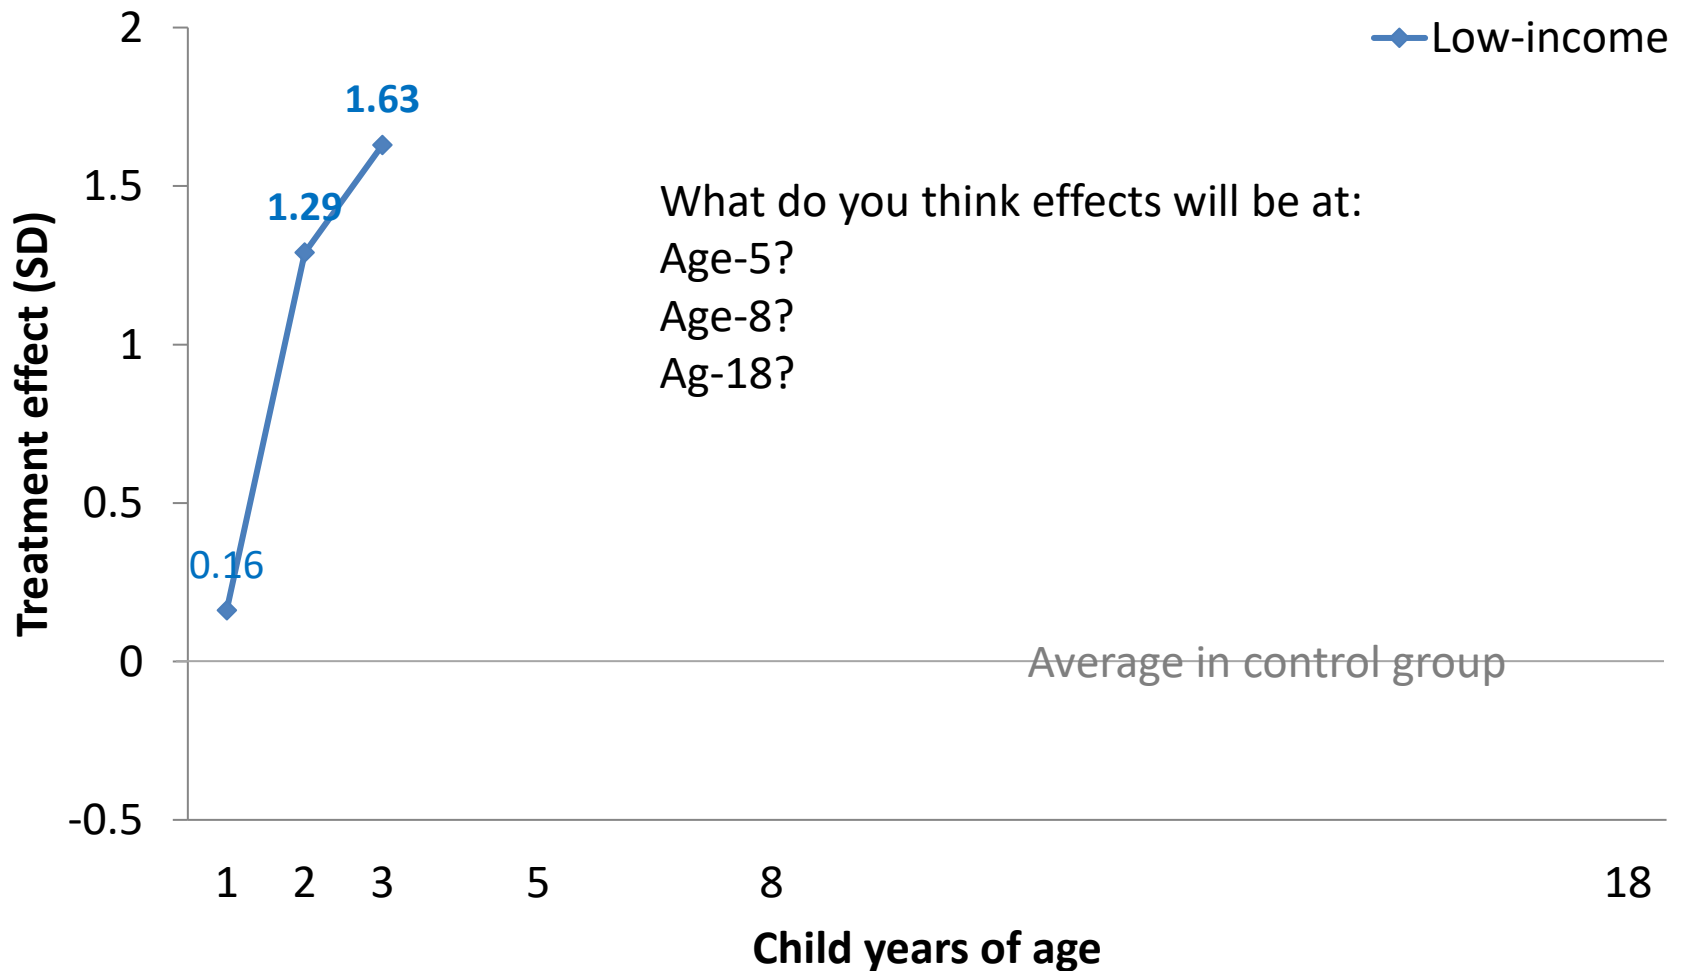 2
1.5
1
0.5
0
-0.5
Treatment effect (SD)
Low-income
1.63
1.29
0.16
What do you think effects will be at:
Age-5?
Age-8?
Ag-18?
Average in control group
1 2 3 5 8 18
Child years of age